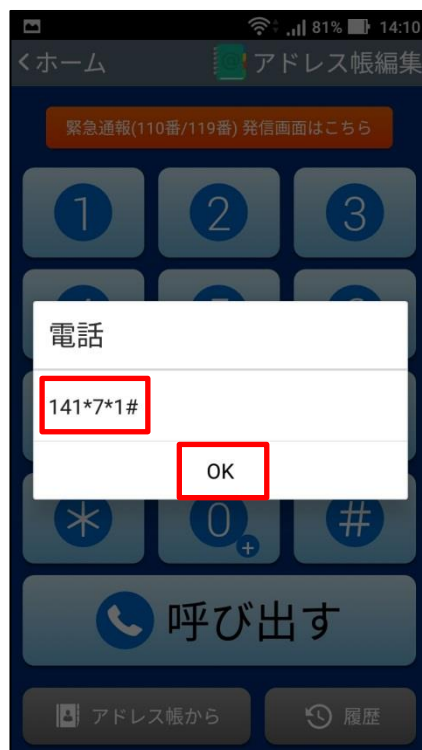 81% 14:10
<ホーム アドレス帳編集
緊急通報(110番/119番) 発信画面はこちら
1 2 3
電話
141*7*1#
OK
* 0+ #
呼び出す
アドレス帳から 履歴